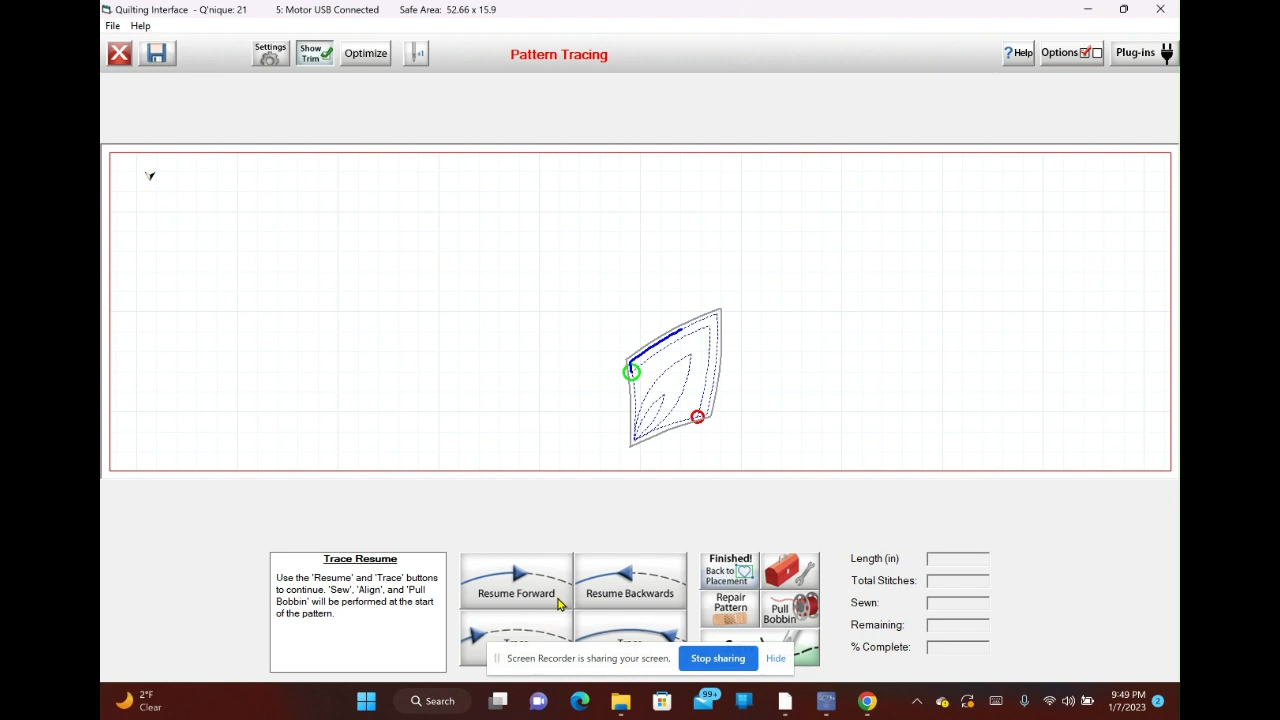 Quilting Interface - Q'nique: 21 5: Motor USB Connected Safe Area: 52.66 x 15.9
File Help
Settings
Show
Trim
Optimize
+1
Pattern Tracing
?Help
Options
Plug-ins
Trace Resume
Use the 'Resume' and 'Trace' buttons
to continue. 'Sew', 'Align', and 'Pull
Bobbin' will be performed at the start
of the pattern.
Resume Forward
Resume Backwards
Finished!
Back to
Placement
Repair
Pattern
Pull
Bobbin
Length (in)
Total Stitches:
Sewn:
Remaining:
% Complete:
Screen Recorder is sharing your screen.
Stop sharing
Hide
2°F
Clear
Search
99+
9:49 PM
1/7/2023
2